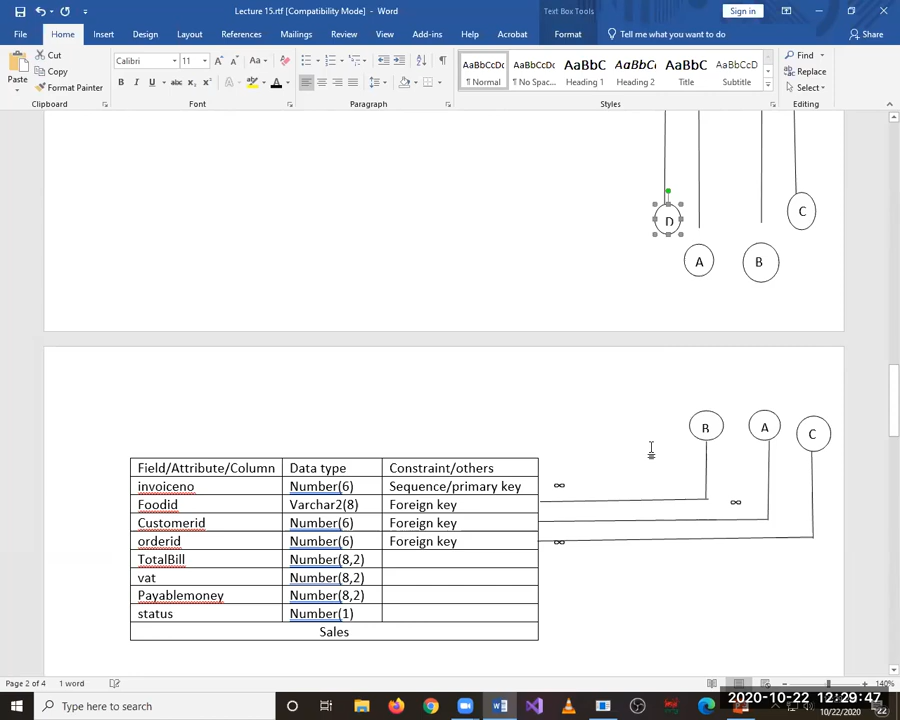 Lecture 15.rtf [Compatibility Mode] - Word
Text Box Tools
Sign in
File Home Insert Design Layout References Mailings Review View Add-ins Help Acrobat Format Tell me what you want to do Share
Paste
Cut
Copy
Format Painter
Clipboard
Calibri 11
Font
Paragraph
AaBbCcDc AaBbCcDc AaBbC AaBbCc AaBbC AaBbCcD
¶ Normal ¶ No Spac... Heading 1 Heading 2 Title Subtitle
Styles
Find
Replace
Select
Editing
D
C
A
B
B
A
C
Field/Attribute/Column Data type Constraint/others
invoiceno Number(6) Sequence/primary key ∞
Foodid Varchar2(8) Foreign key ∞
Customerid Number(6) Foreign key
orderid Number(6) Foreign key ∞
TotalBill Number(8,2)
vat Number(8,2)
Payablemoney Number(8,2)
status Number(1)
Sales
Page 2 of 4 1 word
140%
Type here to search
2020-10-22 12:29:47
10/22/2020